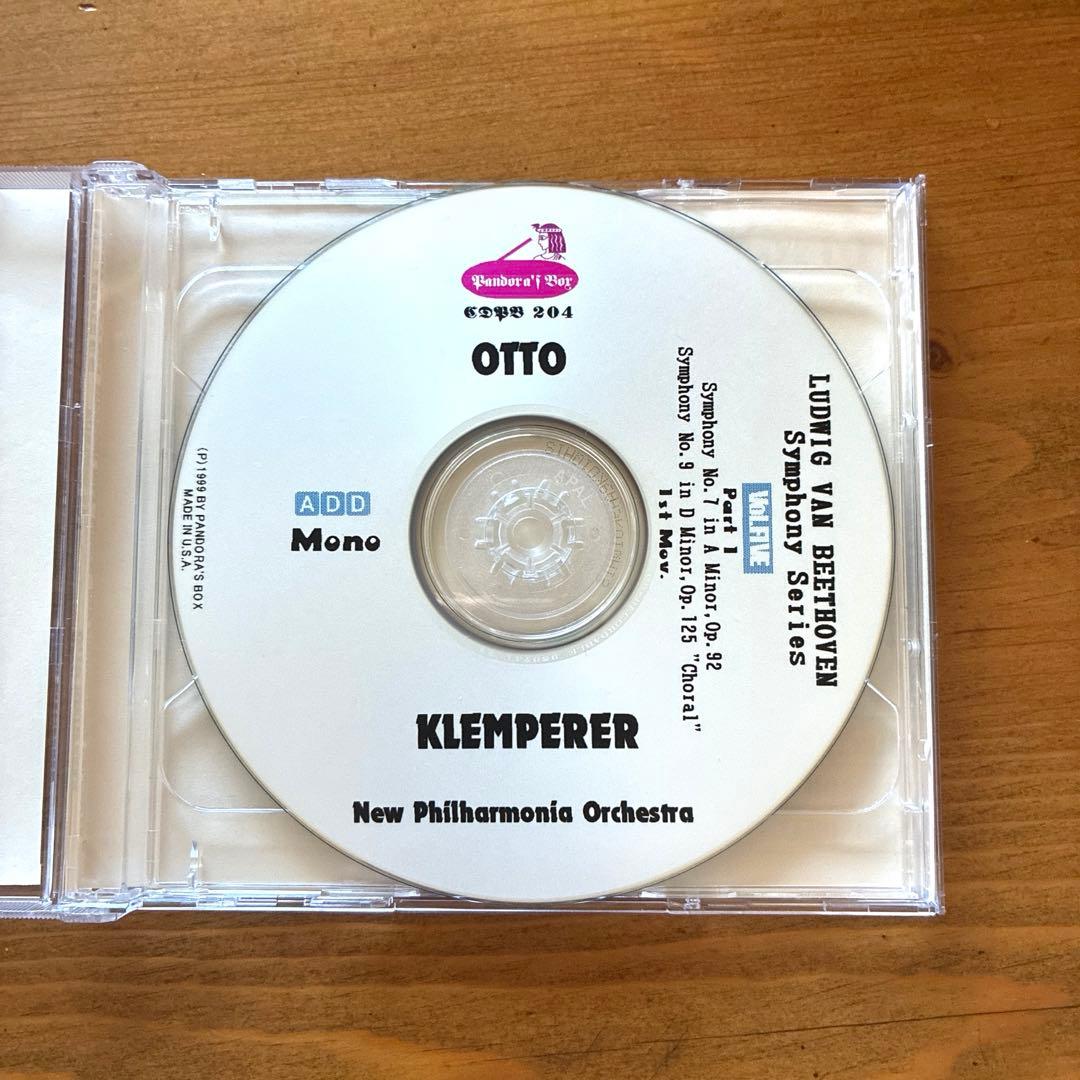 Pandora's Box
CDPB 204
OTTO
LUDWIG VAN BEETHOVEN
Symphony Series
Vol.FIVE
Part 1
Symphony No.7 in A Minor,Op.92
Symphony No.9 in D Minor,Op.125 "Choral"
1st Mov.
ADD
Mono
(P)1999 BY PANDORA'S BOX
MADE IN U.S.A.
KLEMPERER
New Philharmonia Orchestra